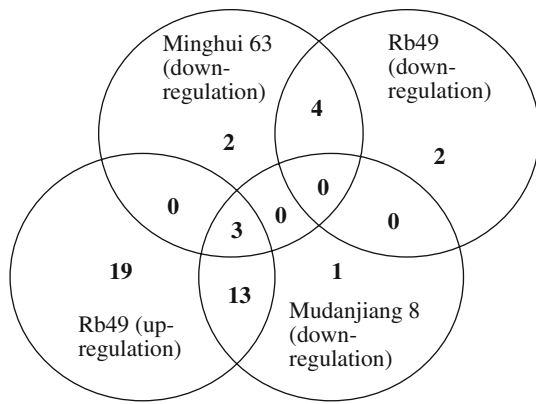 Minghui 63
(down-
regulation)
Rb49
(down-
regulation)
4
2
2
0
0
0
3
0
19
13
1
Rb49 (up-
regulation)
Mudanjiang 8
(down-
regulation)